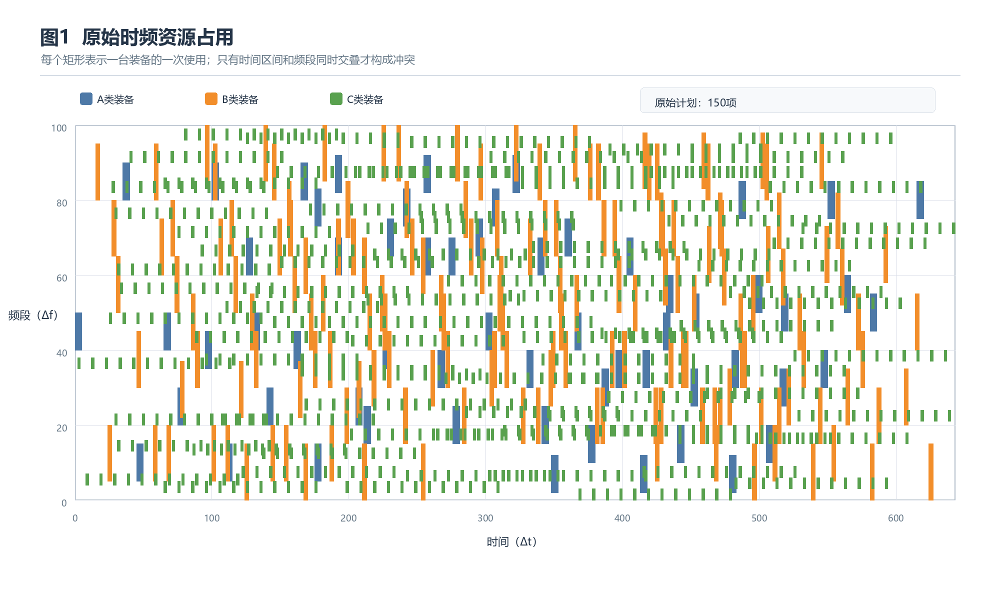 图1 原始时频资源占用
每个矩形表示一台装备的一次使用；只有时间区间和频段同时交叠才构成冲突
A类装备 B类装备 C类装备 原始计划：150项
100
80
60
频段（Δf）
40
20
0
0 100 200 300 400 500 600
时间（Δt）